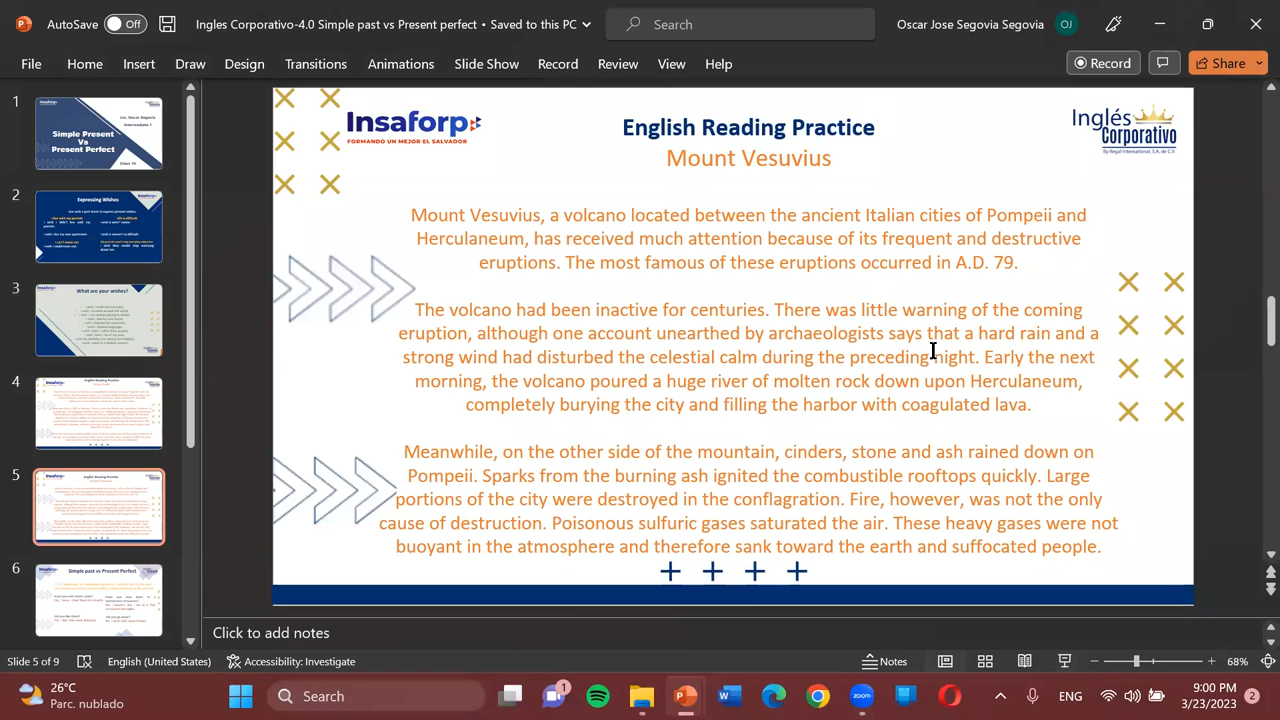 AutoSave Off Ingles Corporativo-4.0 Simple past vs Present perfect • Saved to this PC Search Oscar Jose Segovia Segovia OJ
File Home Insert Draw Design Transitions Animations Slide Show Record Review View Help Record Share
1
Simple Present
Vs
Present Perfect
2
Expressing Wishes
3
What are your wishes?
4
5
6
Simple past vs Present Perfect
Insaforp
FORMANDO UN MEJOR EL SALVADOR
English Reading Practice
Mount Vesuvius
Inglés
Corporativo
By Regal International, S.A. de C.V.
Mount Vesuvius, a volcano located between the ancient Italian cities of Pompeii and
Herculaneum, has received much attention because of its frequent and destructive
eruptions. The most famous of these eruptions occurred in A.D. 79.
The volcano had been inactive for centuries. There was little warning of the coming
eruption, although one account unearthed by archaeologists says that a hard rain and a
strong wind had disturbed the celestial calm during the preceding night. Early the next
morning, the volcano poured a huge river of molten rock down upon Herculaneum,
completely burying the city and filling the harbor with coagulated lava.
Meanwhile, on the other side of the mountain, cinders, stone and ash rained down on
Pompeii. Sparks from the burning ash ignited the combustible rooftops quickly. Large
portions of the city were destroyed in the conflagration. Fire, however, was not the only
cause of destruction. Poisonous sulfuric gases saturated the air. These heavy gases were not
buoyant in the atmosphere and therefore sank toward the earth and suffocated people.
Click to add notes
Slide 5 of 9 English (United States) Accessibility: Investigate Notes 68%
26°C
Parc. nublado
Search
1
zoom
ENG
9:00 PM
3/23/2023
2